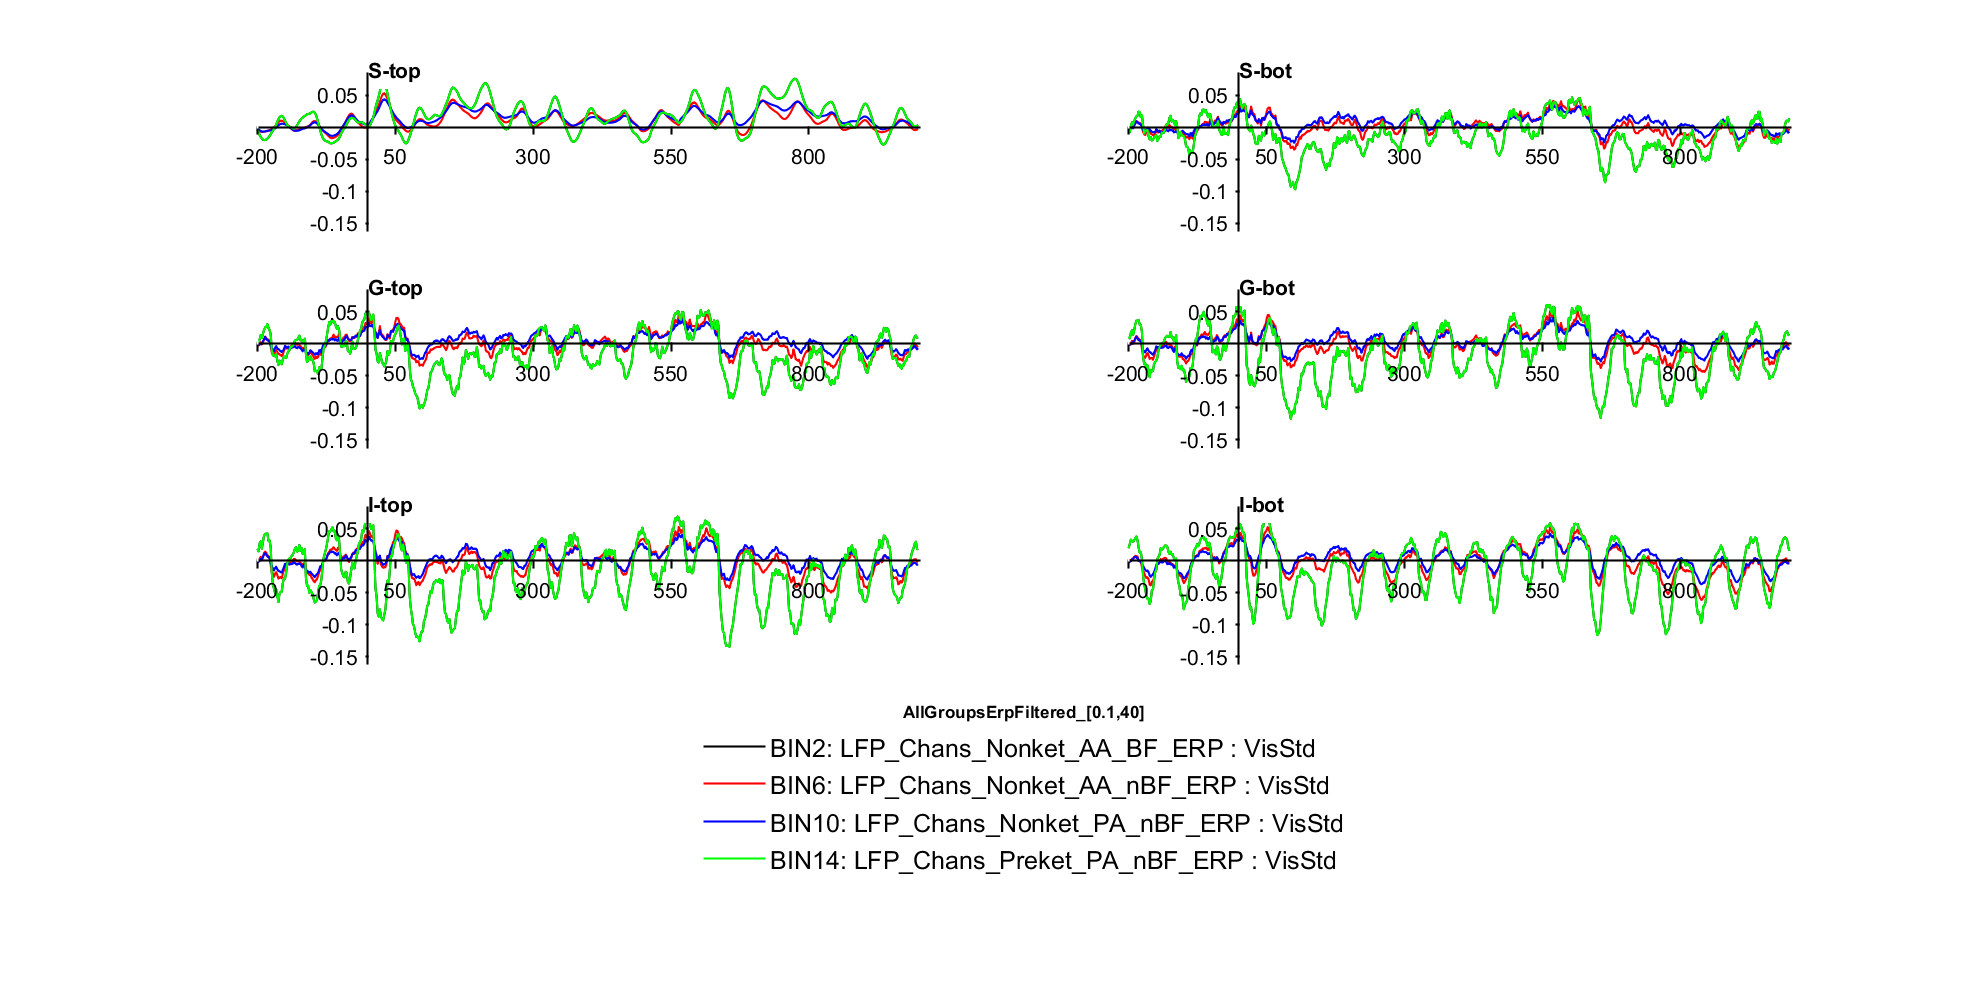 S-top
0.05
-200 50 300 550 800
-0.05
-0.1
-0.15
S-bot
0.05
-200 50 300 550 800
-0.05
-0.1
-0.15
G-top
0.05
-200 50 300 550 800
-0.05
-0.1
-0.15
G-bot
0.05
-200 50 300 550 800
-0.05
-0.1
-0.15
I-top
0.05
-200 50 300 550 800
-0.05
-0.1
-0.15
I-bot
0.05
-200 50 300 550 800
-0.05
-0.1
-0.15
AllGroupsErpFiltered_[0.1,40]
BIN2: LFP_Chans_Nonket_AA_BF_ERP : VisStd
BIN6: LFP_Chans_Nonket_AA_nBF_ERP : VisStd
BIN10: LFP_Chans_Nonket_PA_nBF_ERP : VisStd
BIN14: LFP_Chans_Preket_PA_nBF_ERP : VisStd